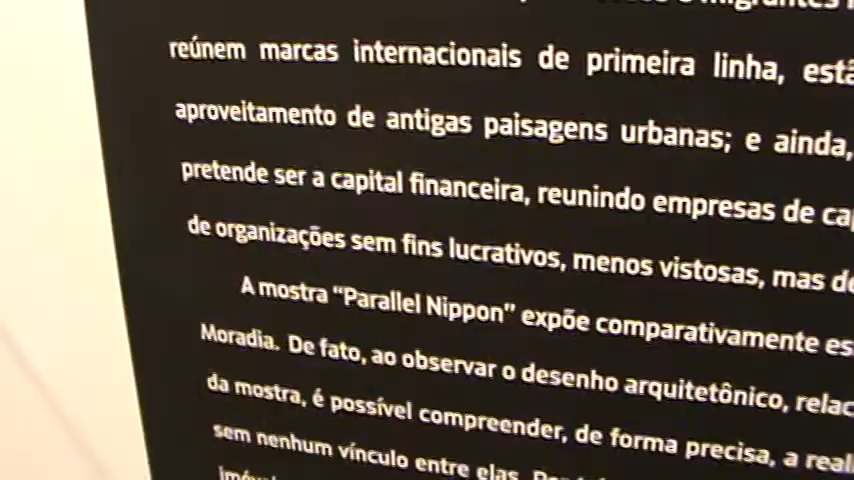 reúnem marcas internacionais de primeira linha,
aproveitamento de antigas paisagens urbanas; e ainda,
pretende ser a capital financeira, reunindo empresas de
de organizações sem fins lucrativos, menos vistosas, mas
A mostra “Parallel Nippon” expõe comparativamente
Moradia. De fato, ao observar o desenho arquitetônico,
da mostra, é possível compreender, de forma precisa, a
sem nenhum vínculo entre elas.